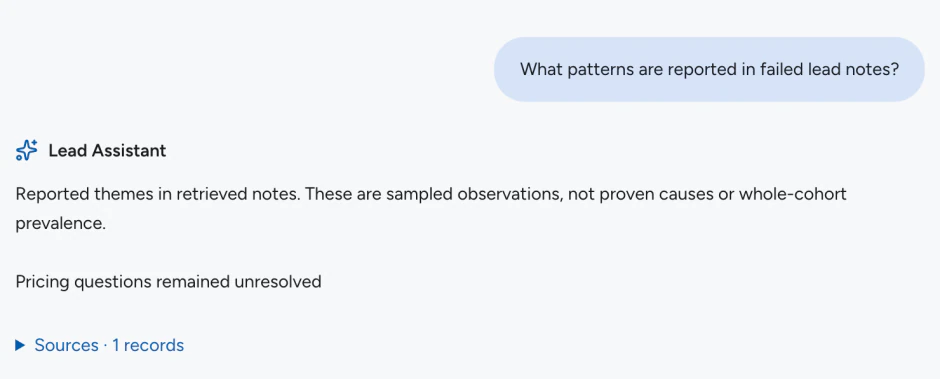 What patterns are reported in failed lead notes?
Lead Assistant
Reported themes in retrieved notes. These are sampled observations, not proven causes or whole-cohort
prevalence.
Pricing questions remained unresolved
Sources · 1 records